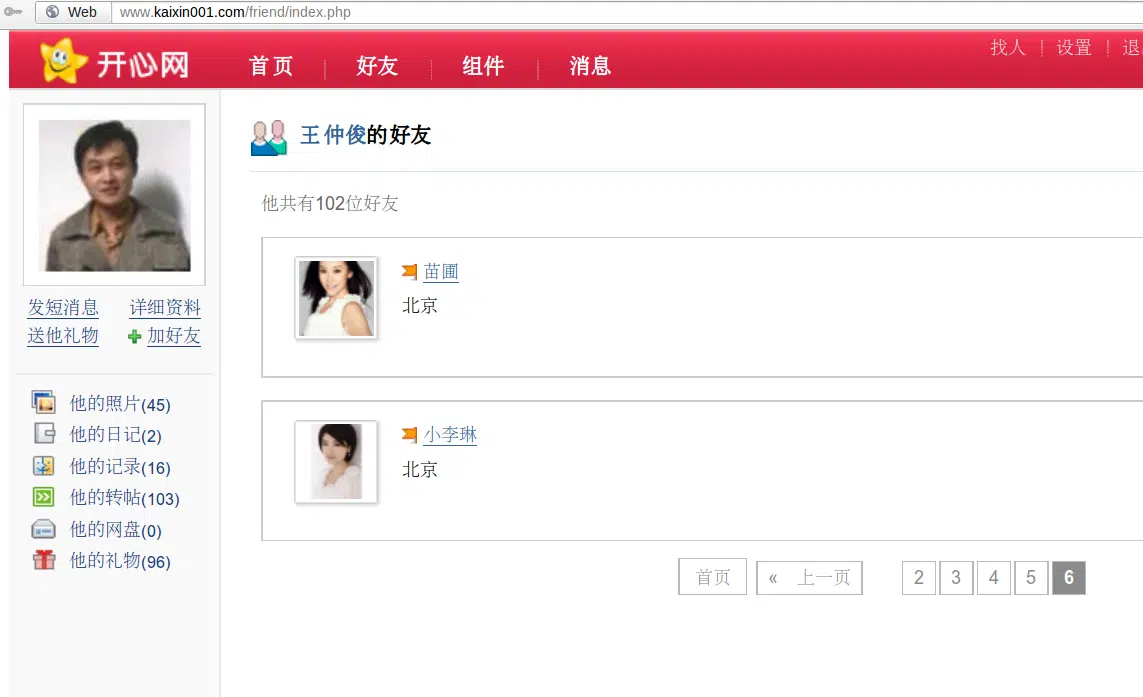 Web www.kaixin001.com/friend/index.php
开心网 首页 好友 组件 消息 找人 设置 退
王仲俊的好友
他共有102位好友
苗圃
北京
发短消息 详细资料
送他礼物 加好友
他的照片(45)
他的日记(2)
他的记录(16)
他的转帖(103)
他的网盘(0)
他的礼物(96)
小李琳
北京
首页 « 上一页 2 3 4 5 6